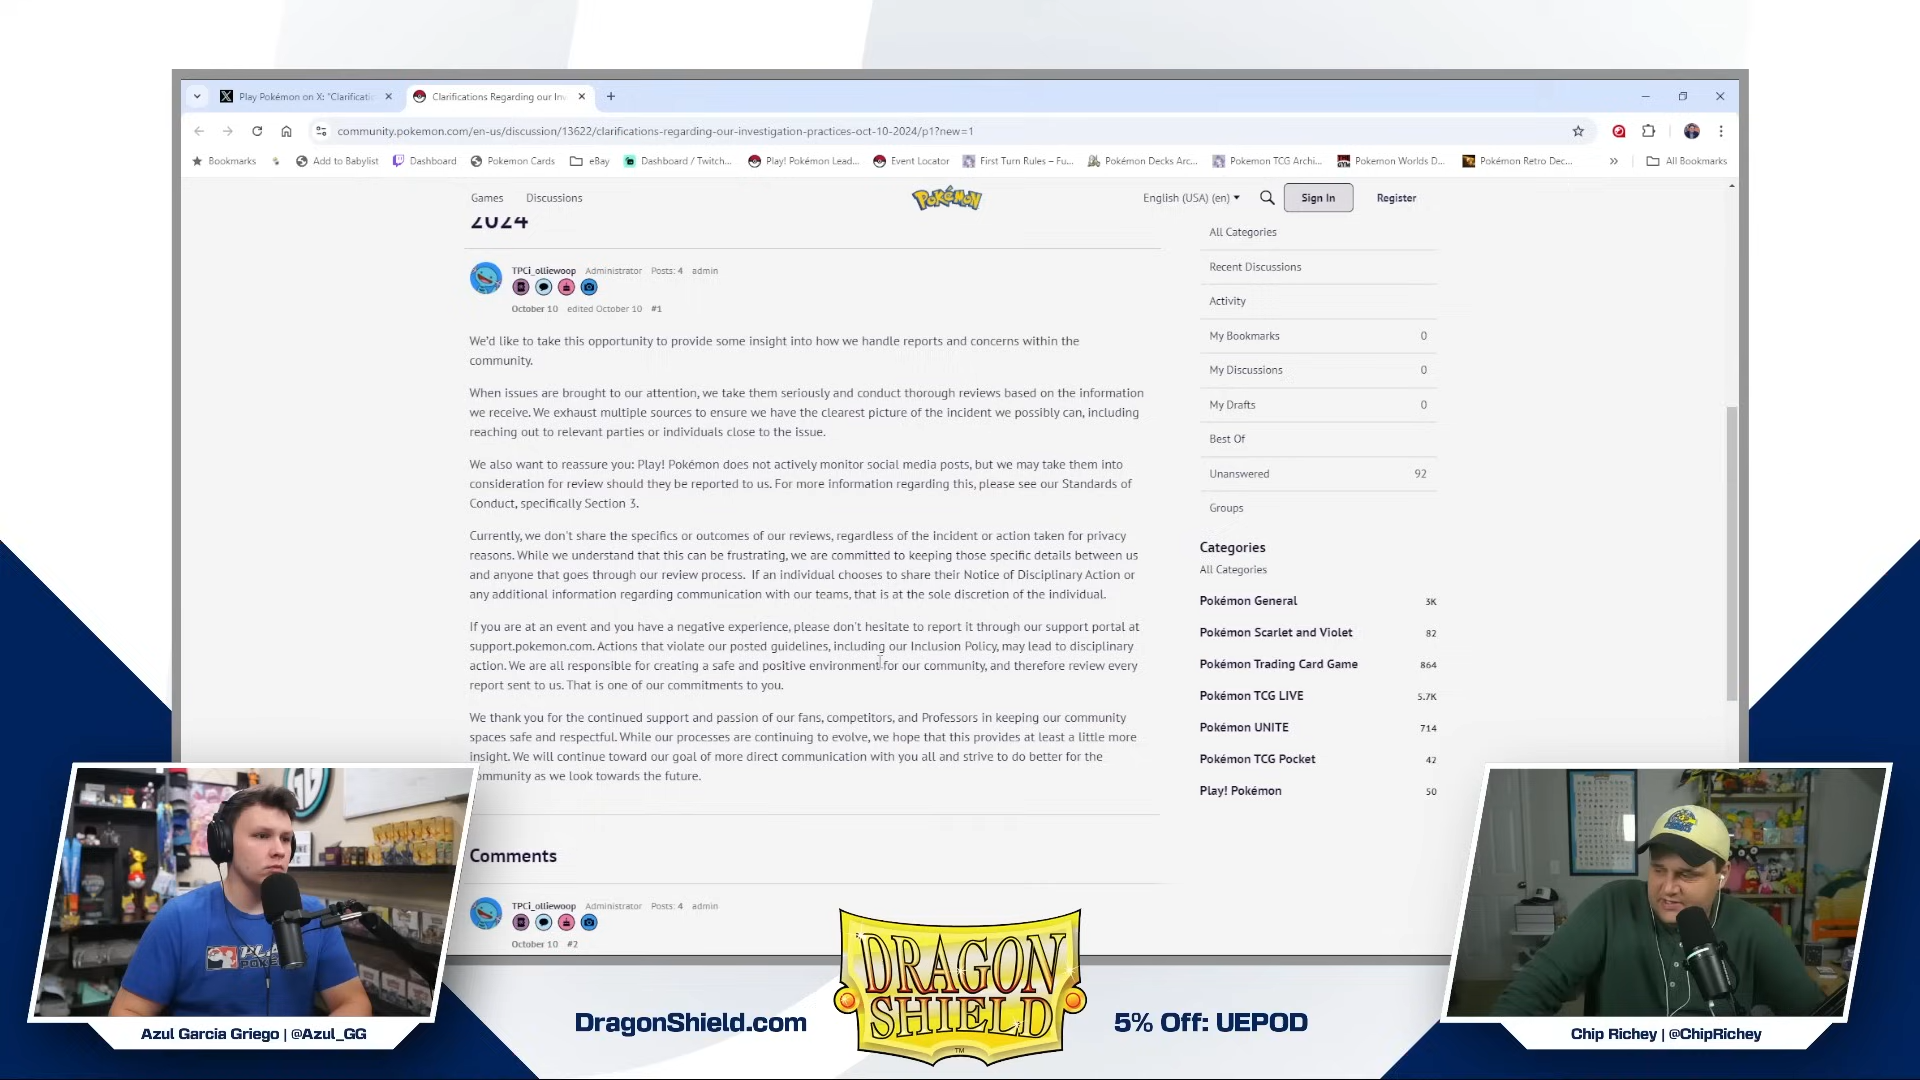 Play Pokémon on X: "Clarificati
Clarifications Regarding our Inv
community.pokemon.com/en-us/discussion/13622/clarifications-regarding-our-investigation-practices-oct-10-2024/p1?new=1
Bookmarks
Add to Babylist
Dashboard
Pokemon Cards
eBay
Dashboard / Twitch...
Play! Pokémon Lead...
Event Locator
First Turn Rules – Fu...
Pokémon Decks Arc...
Pokemon TCG Archi...
Pokemon Worlds D...
Pokémon Retro Dec...
All Bookmarks
Games
Discussions
Pokémon
English (USA) (en)
Sign In
Register
2024
TPCi_olliewoop Administrator Posts: 4 admin
October 10 edited October 10 #1
We'd like to take this opportunity to provide some insight into how we handle reports and concerns within the
community.
When issues are brought to our attention, we take them seriously and conduct thorough reviews based on the information
we receive. We exhaust multiple sources to ensure we have the clearest picture of the incident we possibly can, including
reaching out to relevant parties or individuals close to the issue.
We also want to reassure you: Play! Pokémon does not actively monitor social media posts, but we may take them into
consideration for review should they be reported to us. For more information regarding this, please see our Standards of
Conduct, specifically Section 3.
Currently, we don't share the specifics or outcomes of our reviews, regardless of the incident or action taken for privacy
reasons. While we understand that this can be frustrating, we are committed to keeping those specific details between us
and anyone that goes through our review process. If an individual chooses to share their Notice of Disciplinary Action or
any additional information regarding communication with our teams, that is at the sole discretion of the individual.
If you are at an event and you have a negative experience, please don't hesitate to report it through our support portal at
support.pokemon.com. Actions that violate our posted guidelines, including our Inclusion Policy, may lead to disciplinary
action. We are all responsible for creating a safe and positive environment for our community, and therefore review every
report sent to us. That is one of our commitments to you.
We thank you for the continued support and passion of our fans, competitors, and Professors in keeping our community
spaces safe and respectful. While our processes are continuing to evolve, we hope that this provides at least a little more
insight. We will continue toward our goal of more direct communication with you all and strive to do better for the
community as we look towards the future.
Comments
TPCi_olliewoop Administrator Posts: 4 admin
October 10 #2
All Categories
Recent Discussions
Activity
My Bookmarks 0
My Discussions 0
My Drafts 0
Best Of
Unanswered 92
Groups
Categories
All Categories
Pokémon General 3K
Pokémon Scarlet and Violet 82
Pokémon Trading Card Game 864
Pokémon TCG LIVE 5.7K
Pokémon UNITE 714
Pokémon TCG Pocket 42
Play! Pokémon 50
Azul Garcia Griego | @Azul_GG
DragonShield.com
DRAGON
SHIELD
TM
5% Off: UEPOD
Chip Richey | @ChipRichey